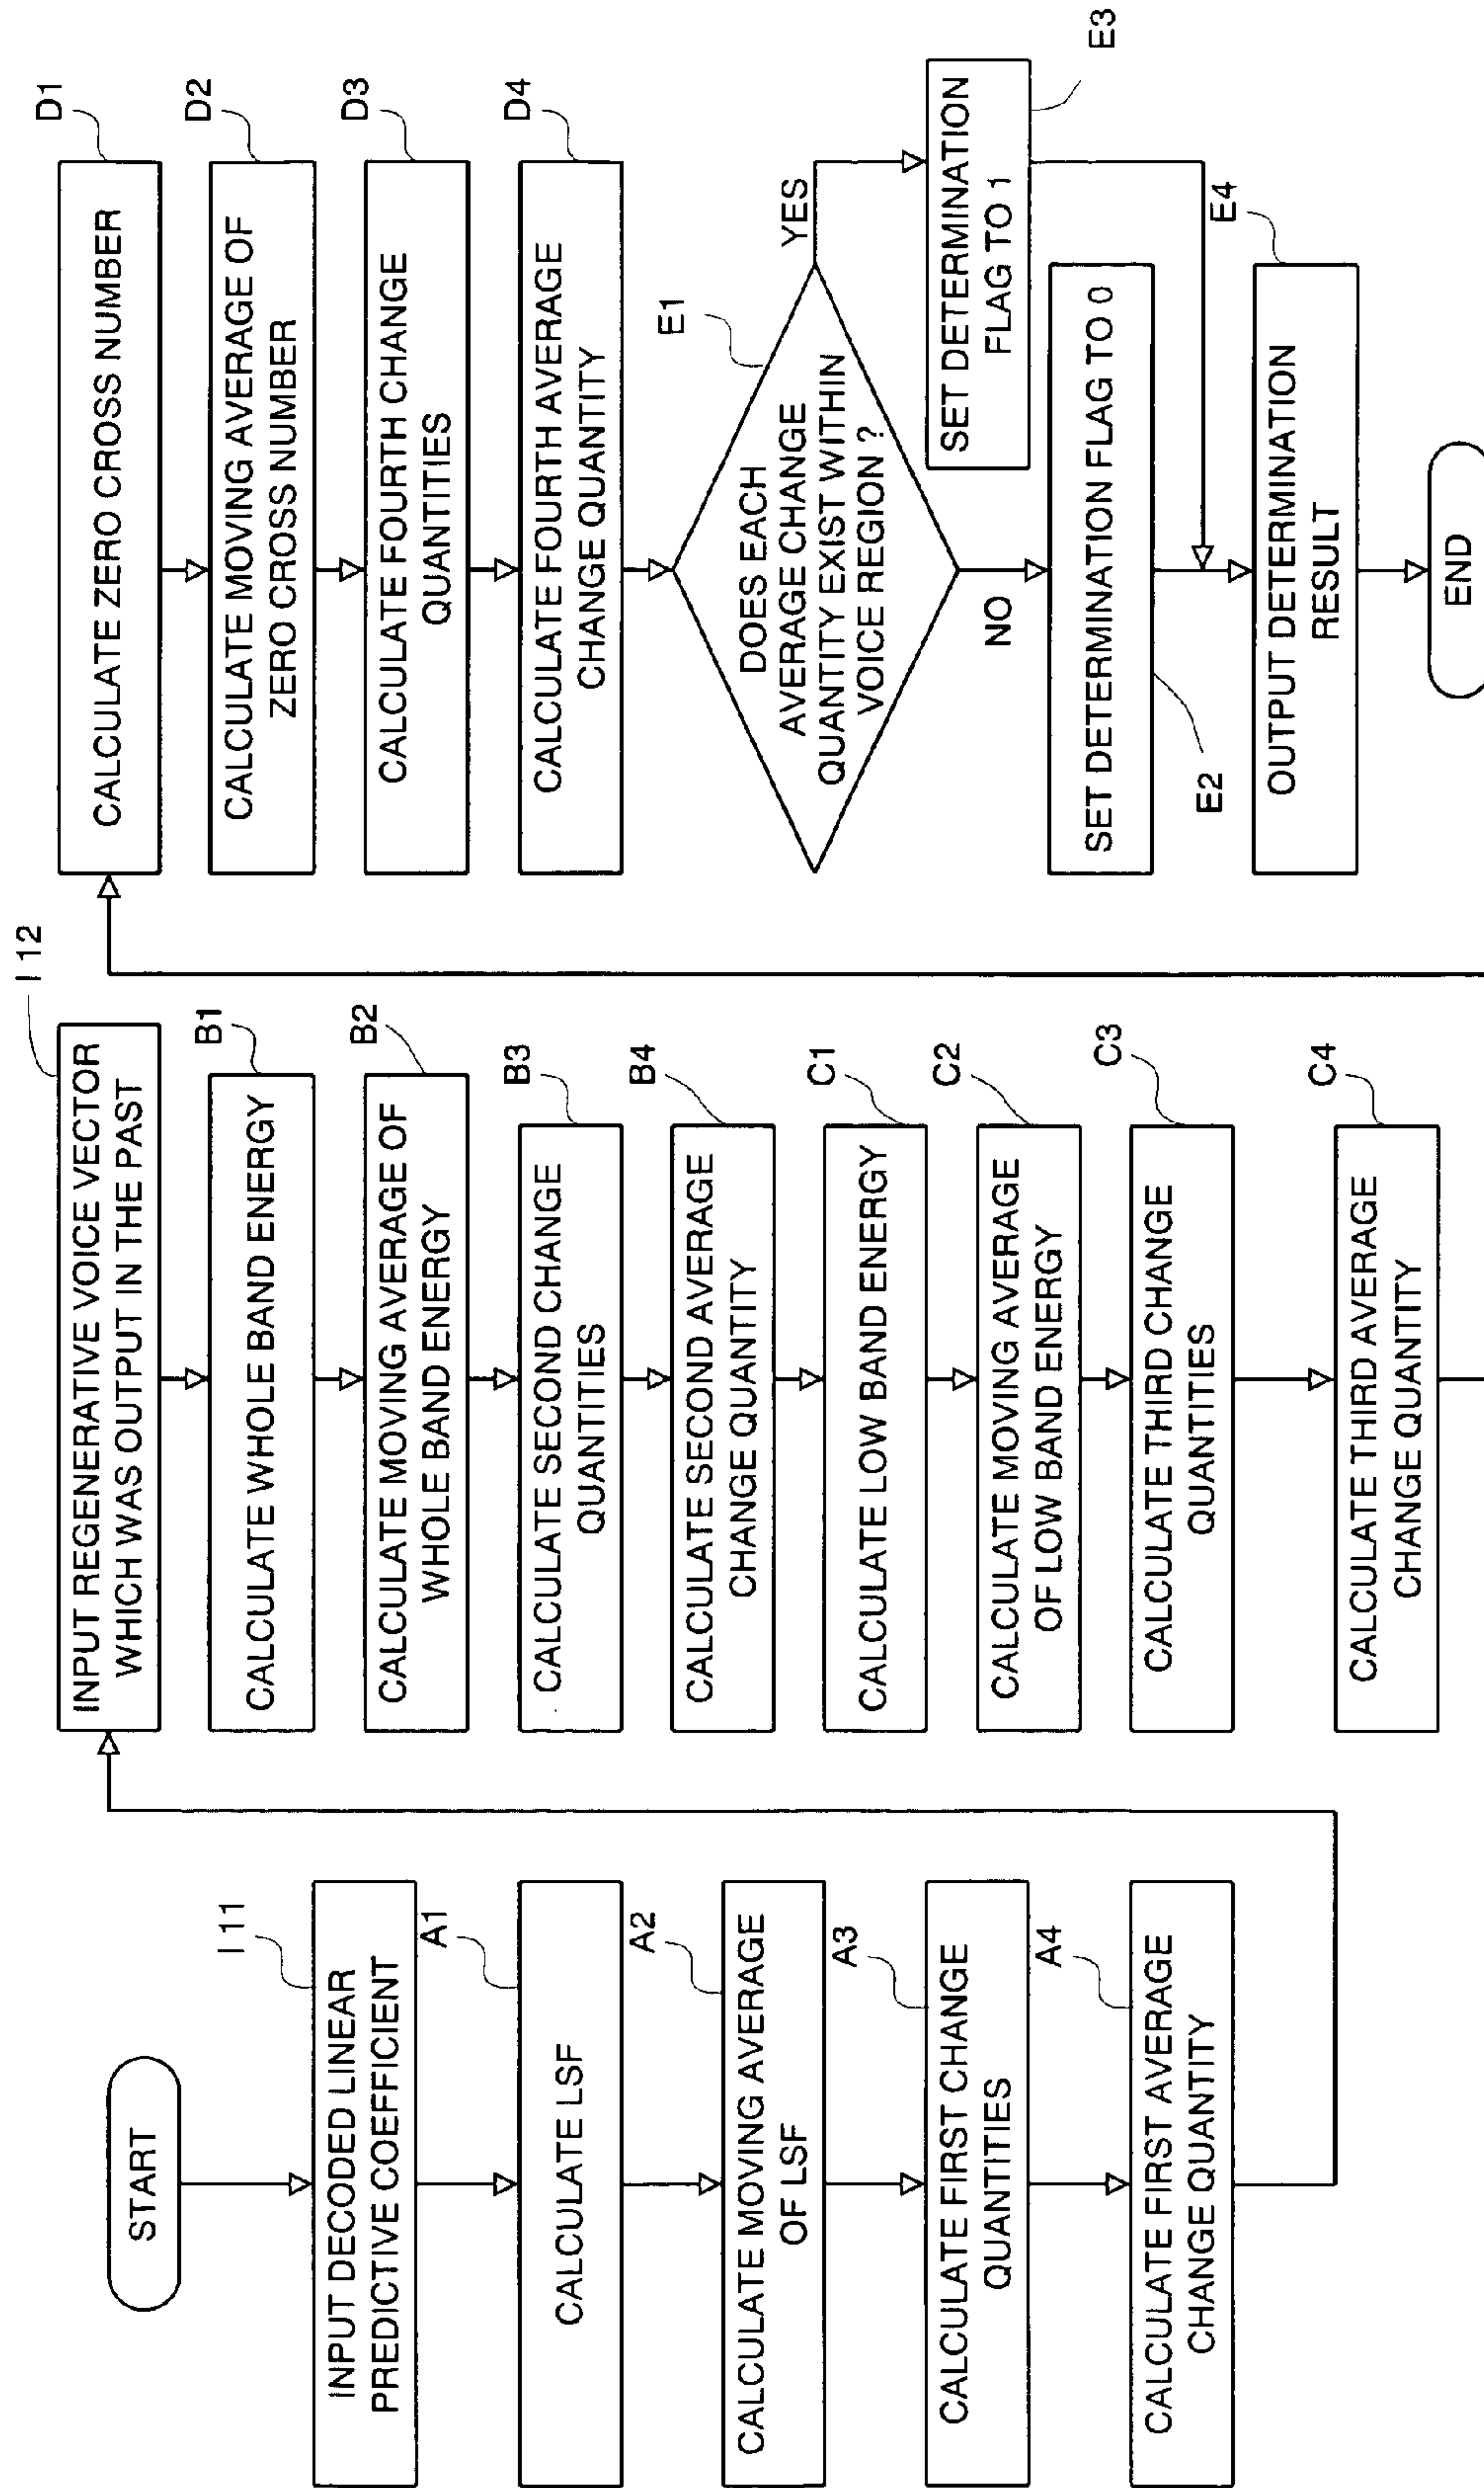 START
I11
INPUT DECODED LINEAR
PREDICTIVE COEFFICIENT
A1
CALCULATE LSF
A2
CALCULATE MOVING AVERAGE
OF LSF
A3
CALCULATE FIRST CHANGE
QUANTITIES
A4
CALCULATE FIRST AVERAGE
CHANGE QUANTITY
I12
INPUT REGENERATIVE VOICE VECTOR
WHICH WAS OUTPUT IN THE PAST
B1
CALCULATE WHOLE BAND ENERGY
B2
CALCULATE MOVING AVERAGE OF
WHOLE BAND ENERGY
B3
CALCULATE SECOND CHANGE
QUANTITIES
B4
CALCULATE SECOND AVERAGE
CHANGE QUANTITY
C1
CALCULATE LOW BAND ENERGY
C2
CALCULATE MOVING AVERAGE
OF LOW BAND ENERGY
C3
CALCULATE THIRD CHANGE
QUANTITIES
C4
CALCULATE THIRD AVERAGE
CHANGE QUANTITY
D1
CALCULATE ZERO CROSS NUMBER
D2
CALCULATE MOVING AVERAGE OF
ZERO CROSS NUMBER
D3
CALCULATE FOURTH CHANGE
QUANTITIES
D4
CALCULATE FOURTH AVERAGE
CHANGE QUANTITY
E1
DOES EACH
AVERAGE CHANGE
QUANTITY EXIST WITHIN
VOICE REGION ?
YES
SET DETERMINATION
FLAG TO 1
E3
NO
SET DETERMINATION FLAG TO 0
E2
E4
OUTPUT DETERMINATION
RESULT
END